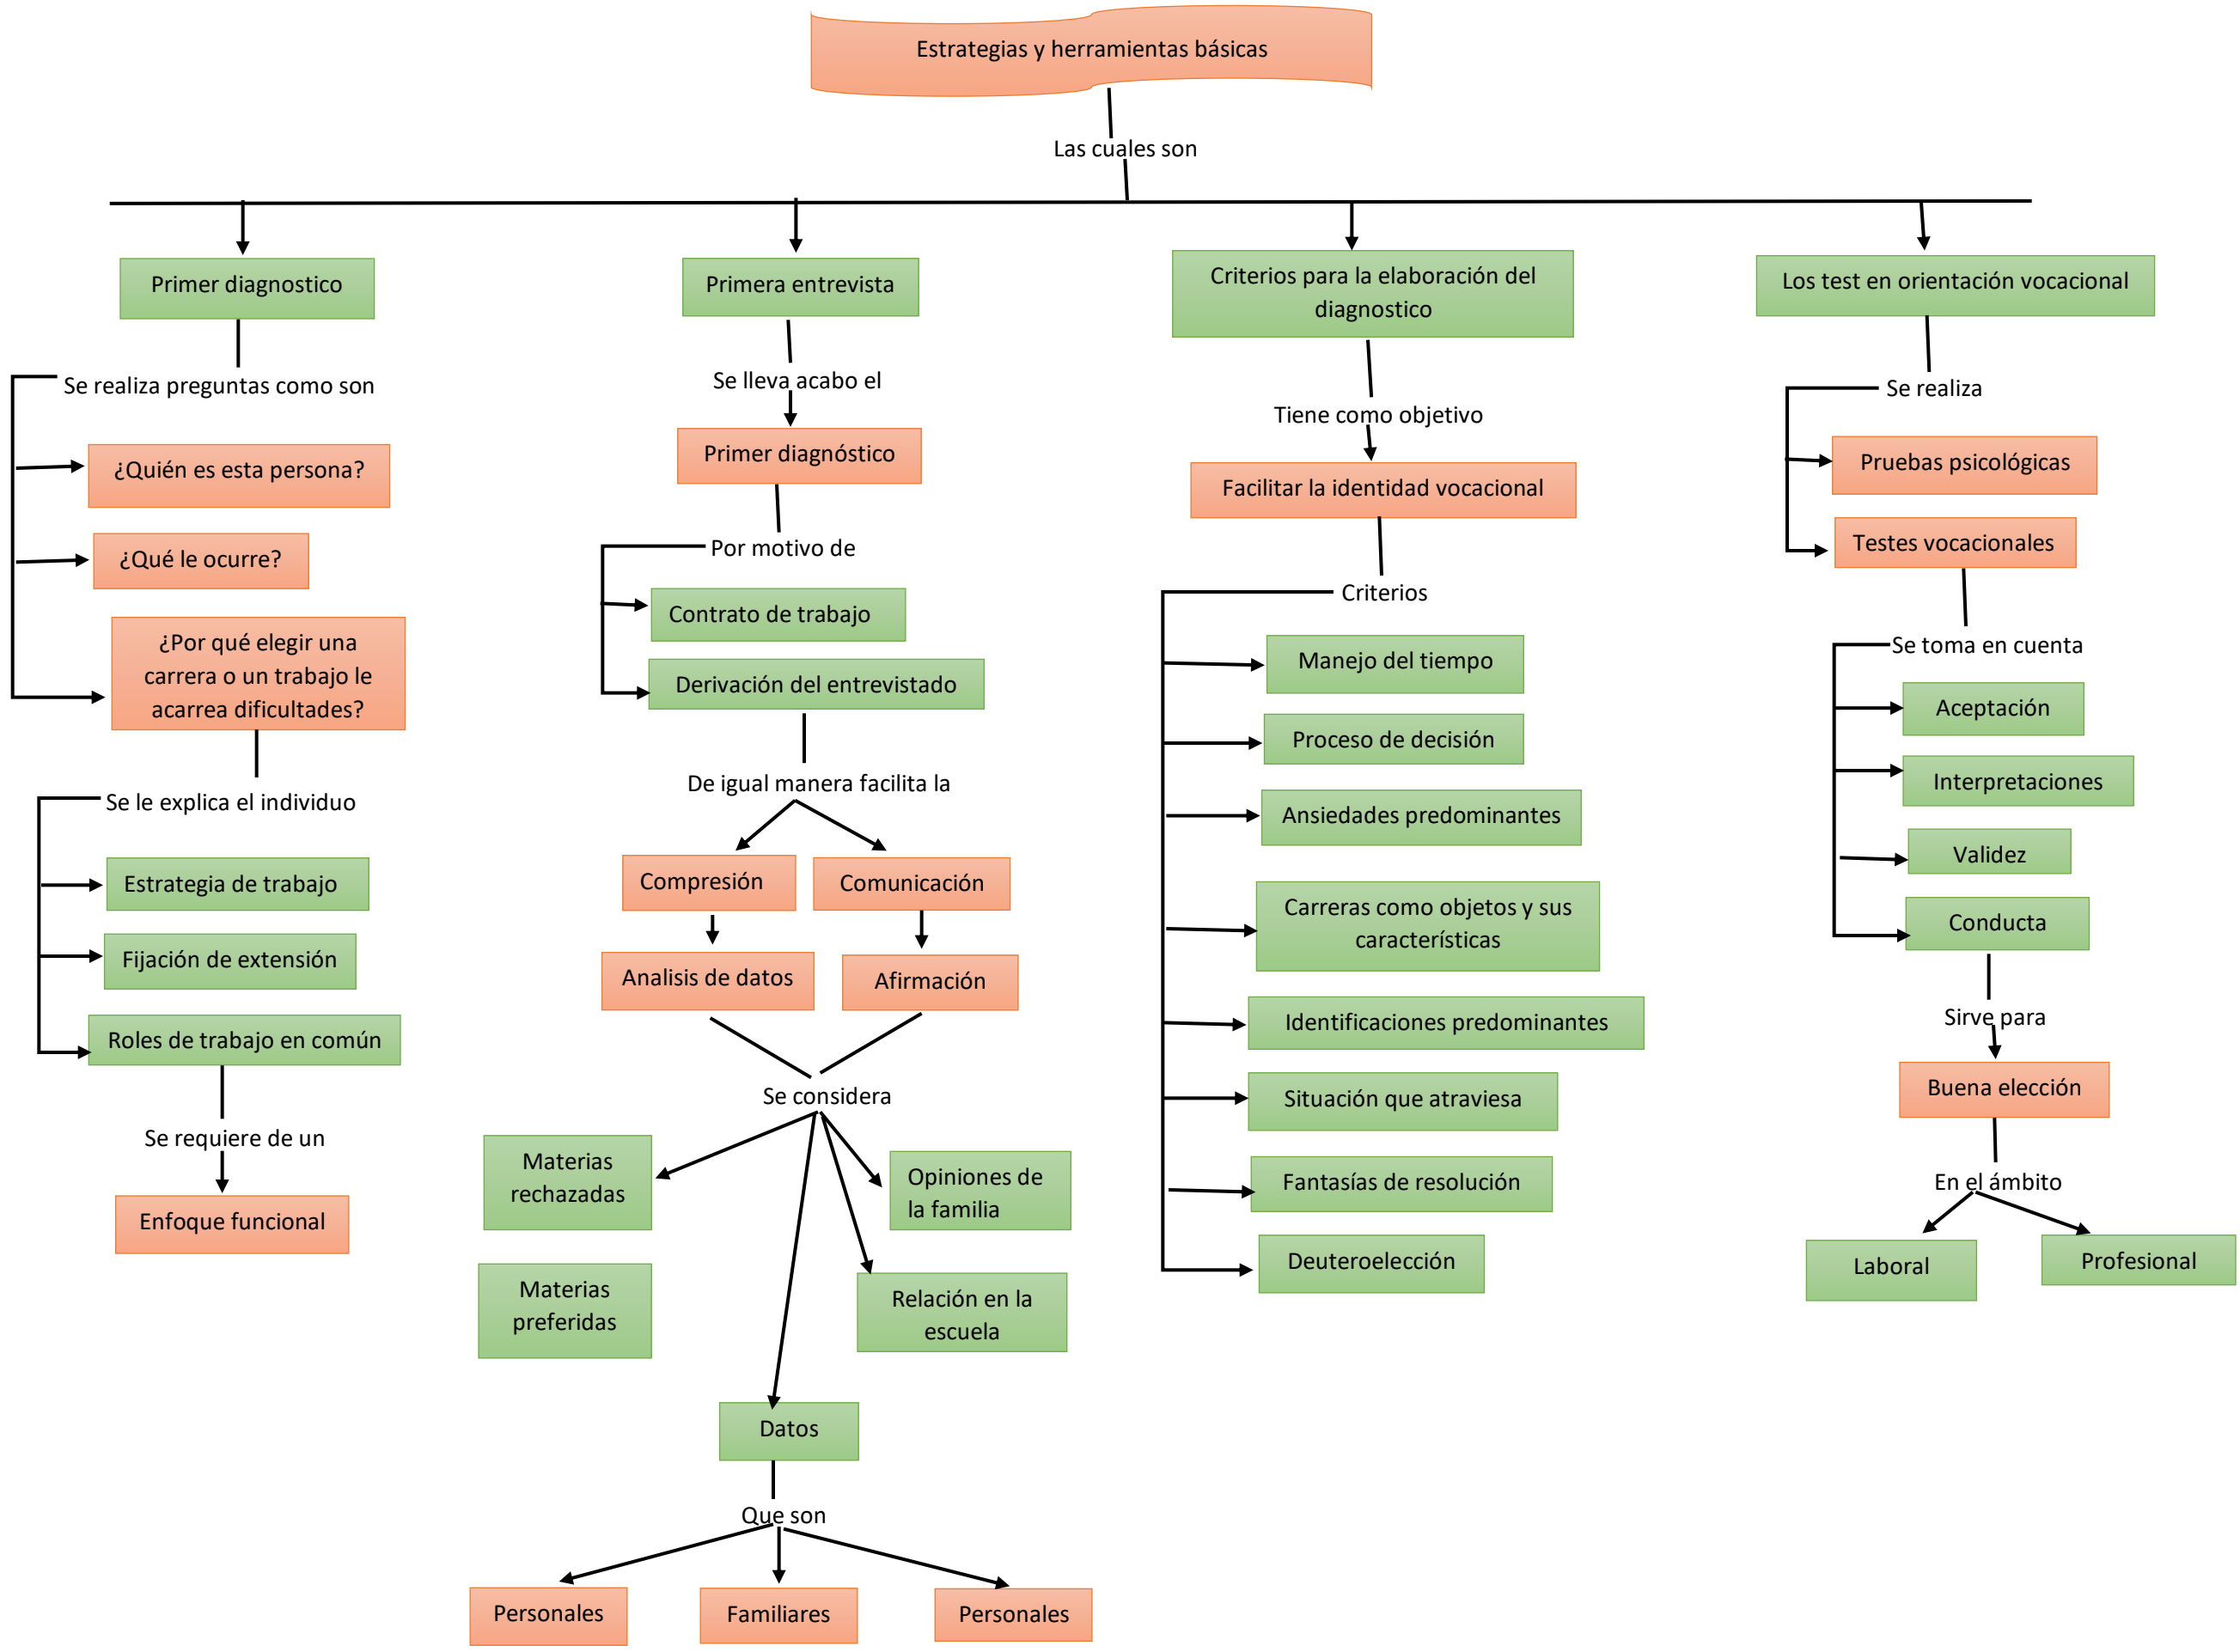 Estrategias y herramientas básicas
Las cuales son
Primer diagnostico
Se realiza preguntas como son
¿Quién es esta persona?
¿Qué le ocurre?
¿Por qué elegir una
carrera o un trabajo le
acarrea dificultades?
Se le explica el individuo
Estrategia de trabajo
Fijación de extensión
Roles de trabajo en común
Se requiere de un
Enfoque funcional
Primera entrevista
Se lleva acabo el
Primer diagnóstico
Por motivo de
Contrato de trabajo
Derivación del entrevistado
De igual manera facilita la
Compresión
Comunicación
Analisis de datos
Afirmación
Se considera
Materias
rechazadas
Opiniones de
la familia
Materias
preferidas
Relación en la
escuela
Datos
Que son
Personales
Familiares
Personales
Criterios para la elaboración del
diagnostico
Tiene como objetivo
Facilitar la identidad vocacional
Criterios
Manejo del tiempo
Proceso de decisión
Ansiedades predominantes
Carreras como objetos y sus
características
Identificaciones predominantes
Situación que atraviesa
Fantasías de resolución
Deuteroelección
Los test en orientación vocacional
Se realiza
Pruebas psicológicas
Testes vocacionales
Se toma en cuenta
Aceptación
Interpretaciones
Validez
Conducta
Sirve para
Buena elección
En el ámbito
Laboral
Profesional